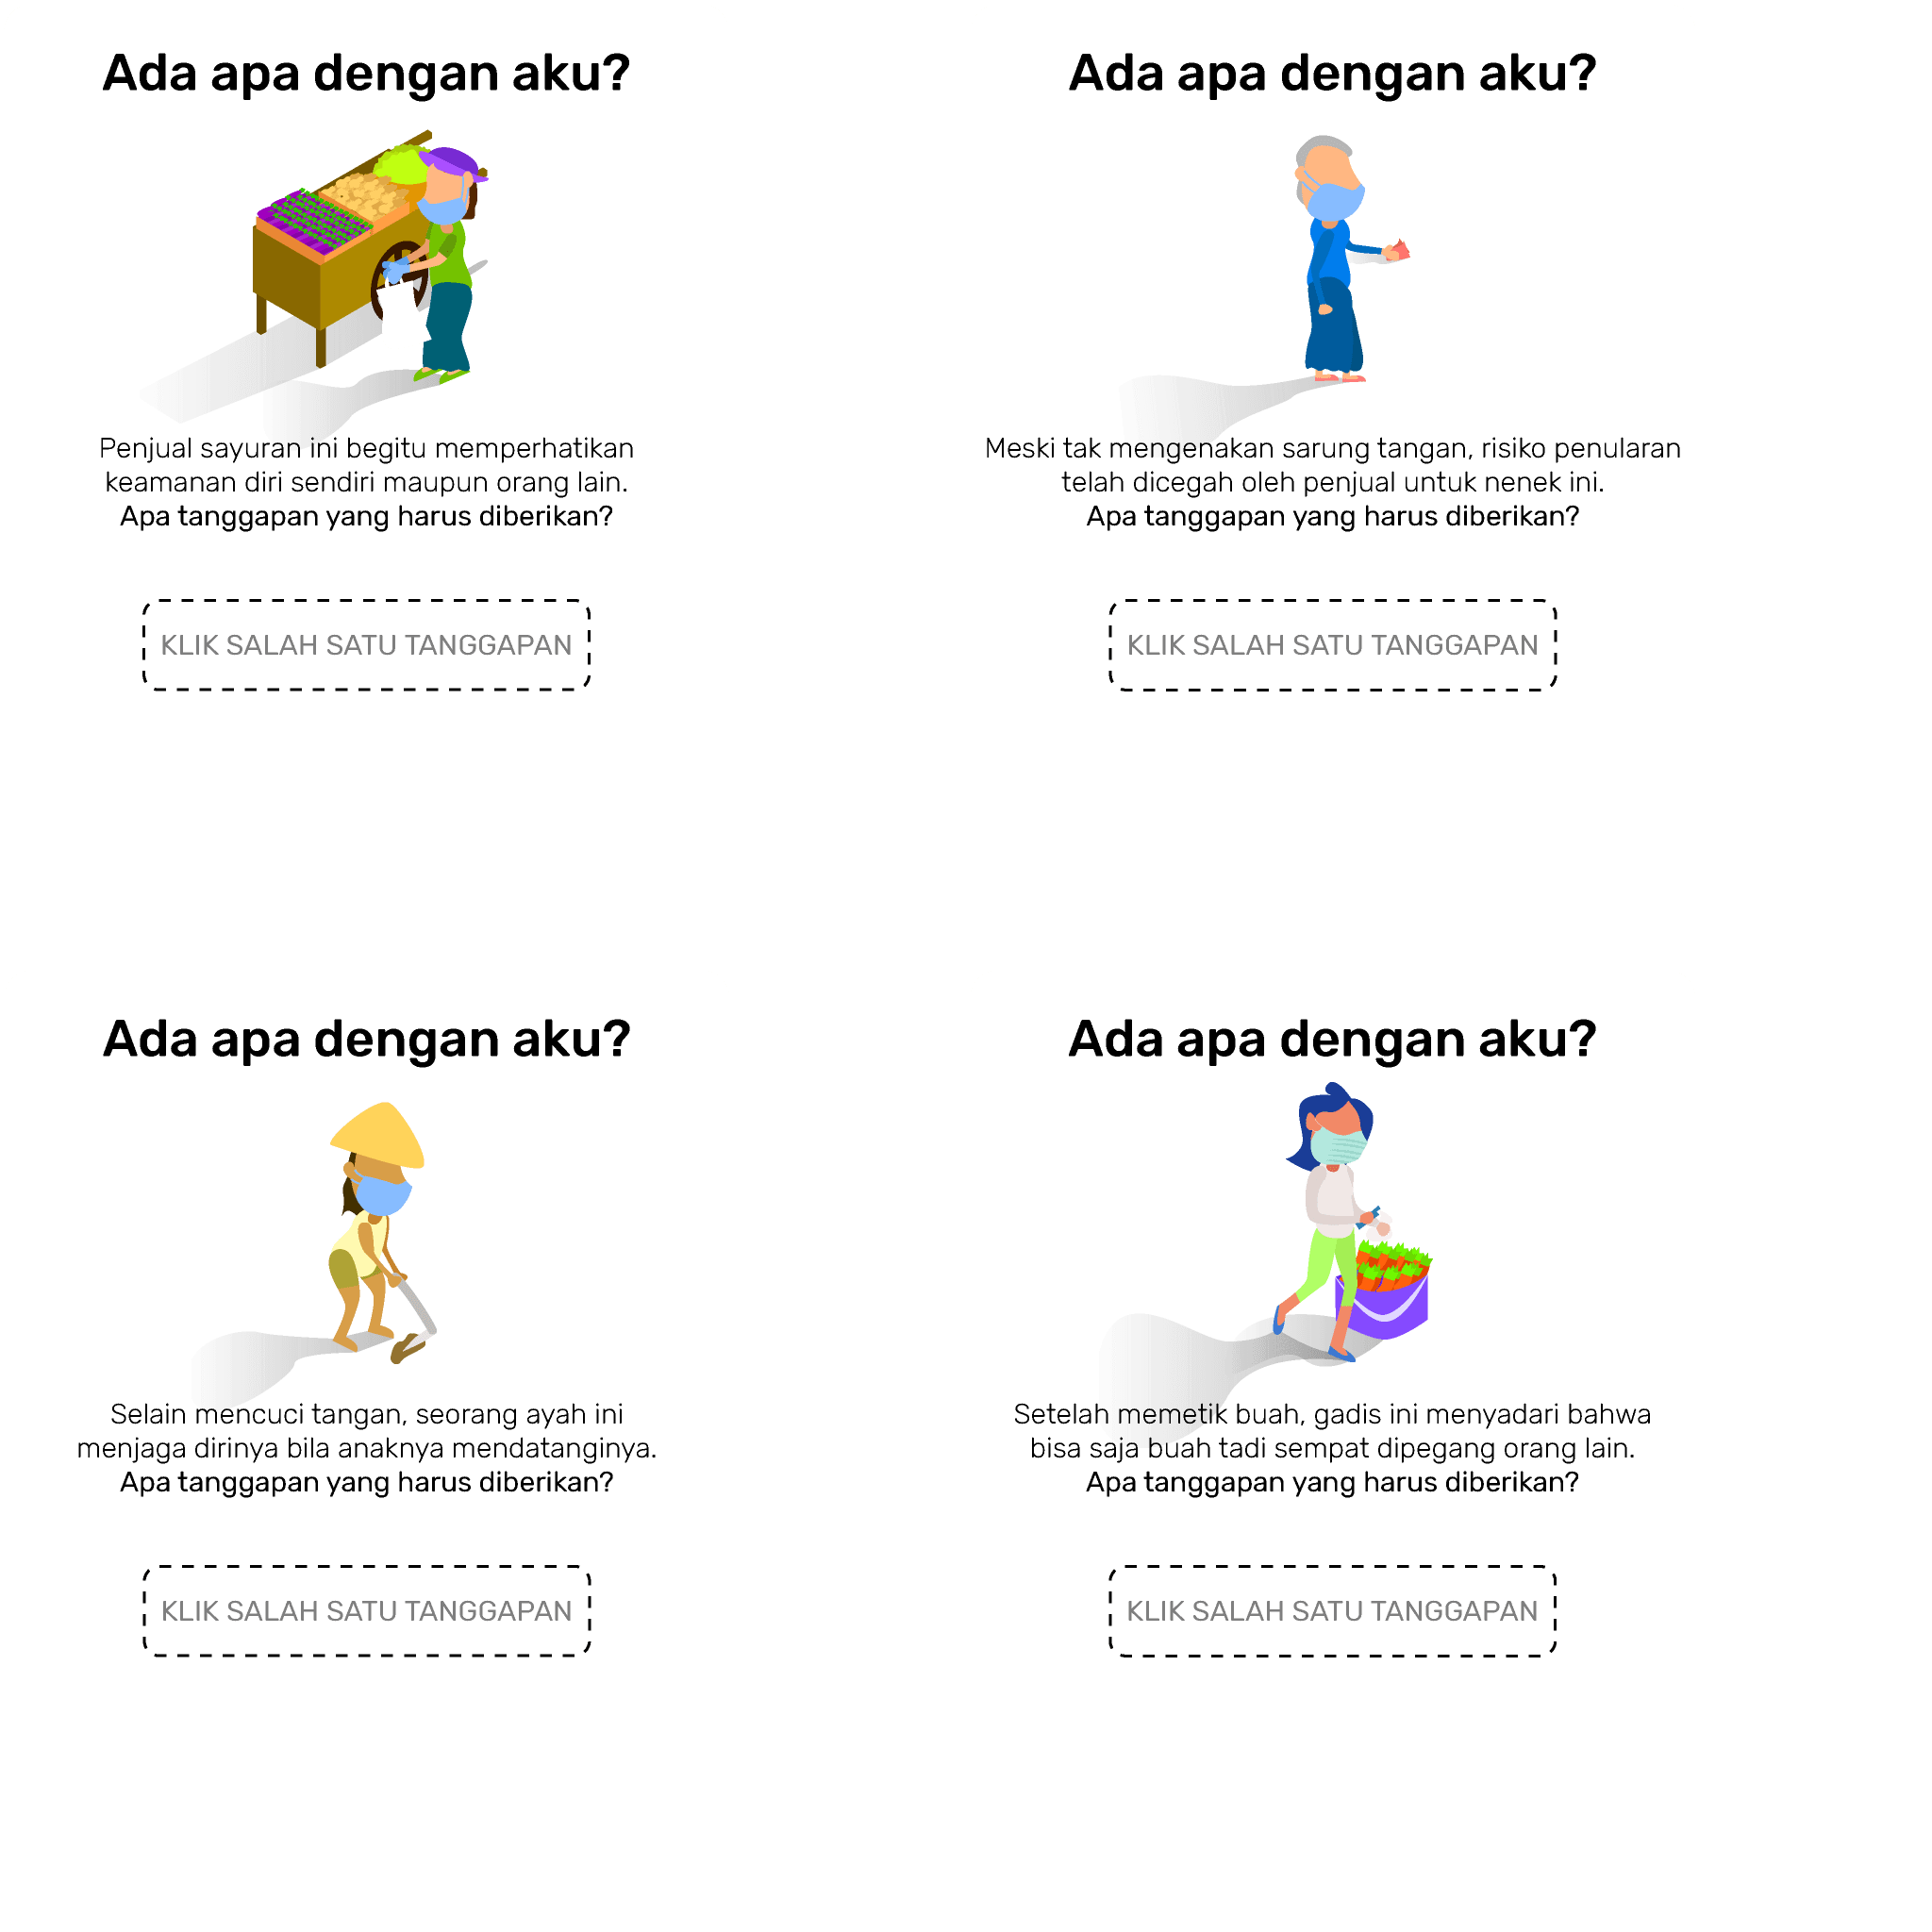 Ada apa dengan aku?
Penjual sayuran ini begitu memperhatikan
keamanan diri sendiri maupun orang lain.
Apa tanggapan yang harus diberikan?
KLIK SALAH SATU TANGGAPAN
Ada apa dengan aku?
Meski tak mengenakan sarung tangan, risiko penularan
telah dicegah oleh penjual untuk nenek ini.
Apa tanggapan yang harus diberikan?
KLIK SALAH SATU TANGGAPAN
Ada apa dengan aku?
Selain mencuci tangan, seorang ayah ini
menjaga dirinya bila anaknya mendatanginya.
Apa tanggapan yang harus diberikan?
KLIK SALAH SATU TANGGAPAN
Ada apa dengan aku?
Setelah memetik buah, gadis ini menyadari bahwa
bisa saja buah tadi sempat dipegang orang lain.
Apa tanggapan yang harus diberikan?
KLIK SALAH SATU TANGGAPAN